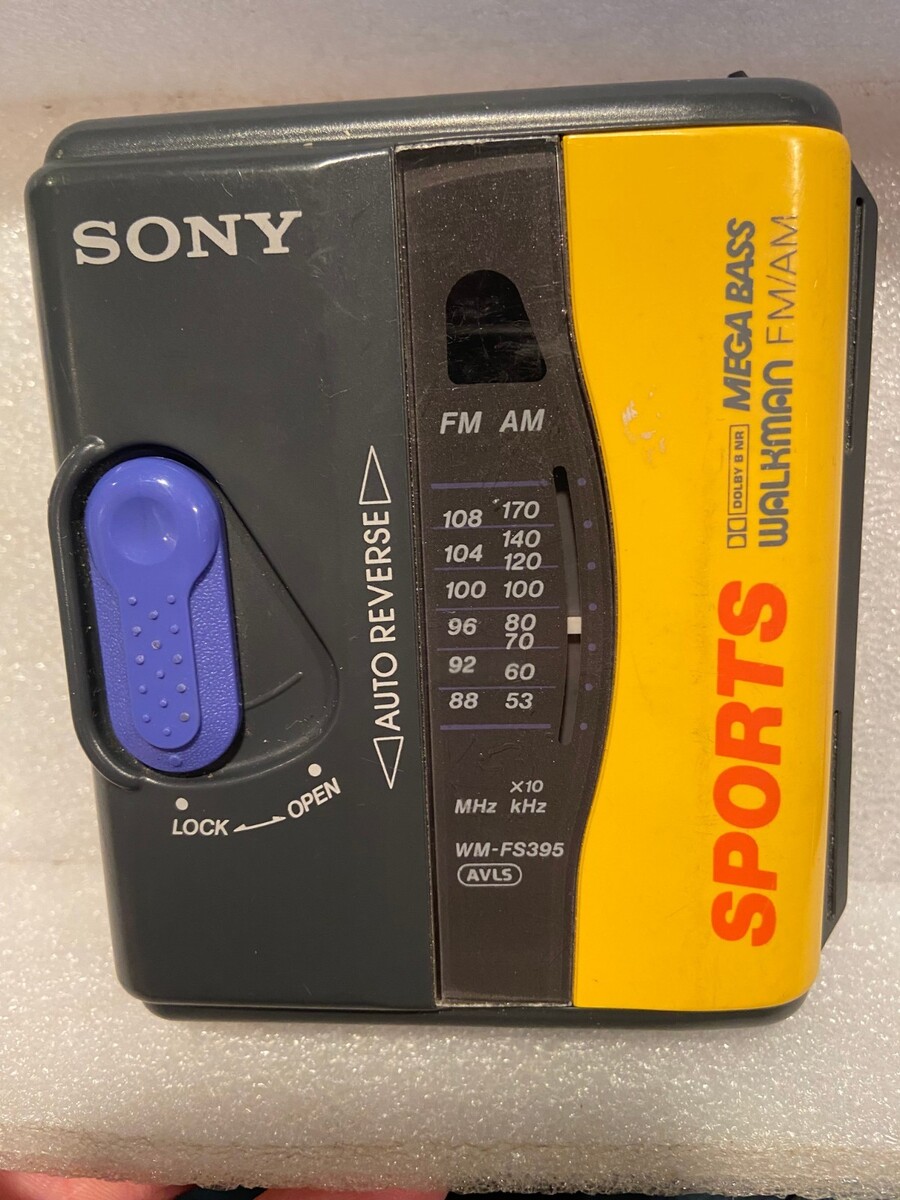 SONY
FM AM
108 170
104 140
120
100 100
96 80
70
92 60
88 53
×10
MHz kHz
WM-FS395
AVLS
AUTO REVERSE
LOCK OPEN
DOLBY B NR MEGA BASS
WALKMAN FM/AM
SPORTS